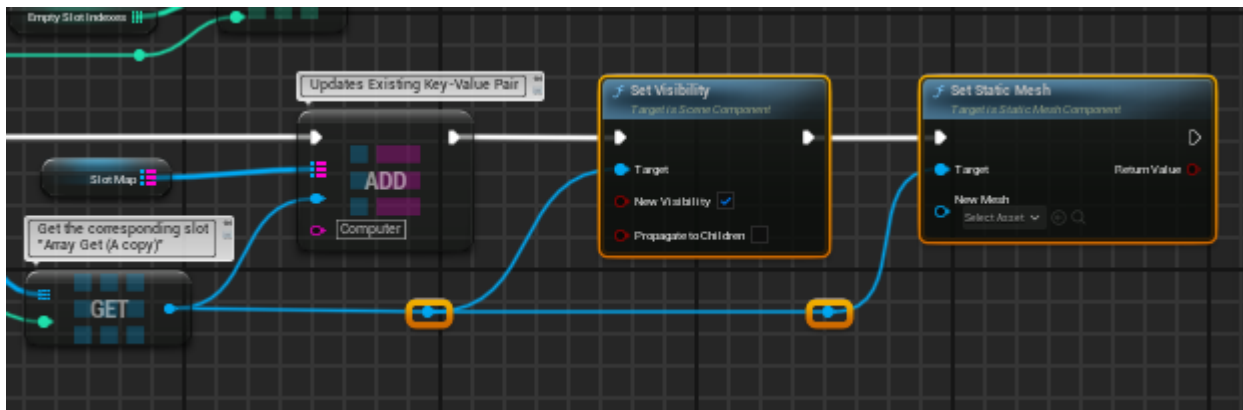 Empty Slot Indexes
Updates Existing Key-Value Pair
Set Visibility
Target is Scene Component
Set Static Mesh
Target is Static Mesh Component
Slot Map
ADD
Computer
Target
New Visibility
Propagate to Children
Target
Return Value
New Mesh
Select Asset
Get the corresponding slot
"Array Get (A copy)"
GET